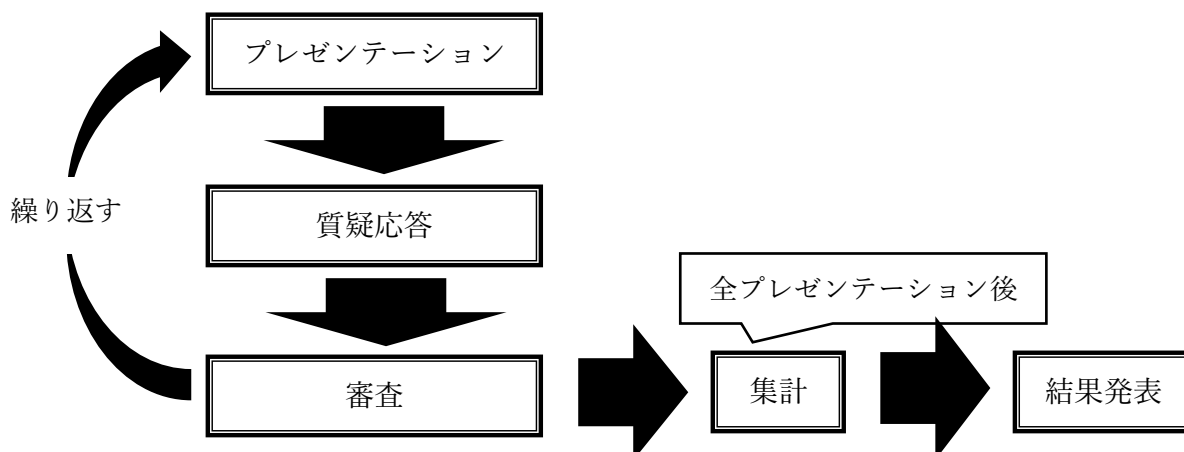 プレゼンテーション
繰り返す
質疑応答
全プレゼンテーション後
審査
集計
結果発表